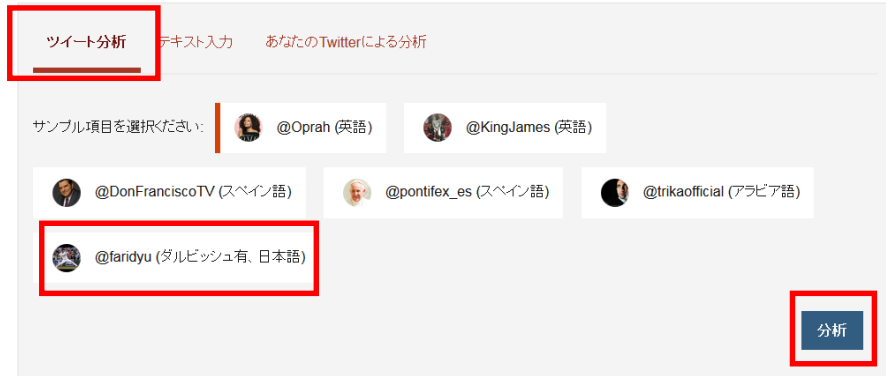 ツイート分析 テキスト入力 あなたのTwitterによる分析
サンプル項目を選択ください: @Oprah (英語) @KingJames (英語)
@DonFranciscoTV (スペイン語) @pontifex_es (スペイン語) @trikaofficial (アラビア語)
@faridyu (ダルビッシュ有、日本語)
分析